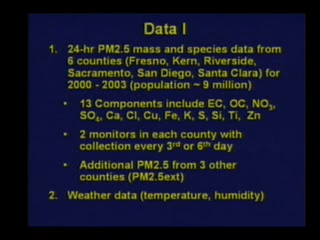 Data I
1. 24-hr PM2.5 mass and species data from
6 counties (Fresno, Kern, Riverside,
Sacramento, San Diego, Santa Clara) for
2000 - 2003 (population ~ 9 million)
• 13 Components include EC, OC, NO3,
SO4, Ca, Cl, Cu, Fe, K, S, Si, Ti, Zn
• 2 monitors in each county with
collection every 3rd or 6th day
• Additional PM2.5 from 3 other
counties (PM2.5ext)
2. Weather data (temperature, humidity)